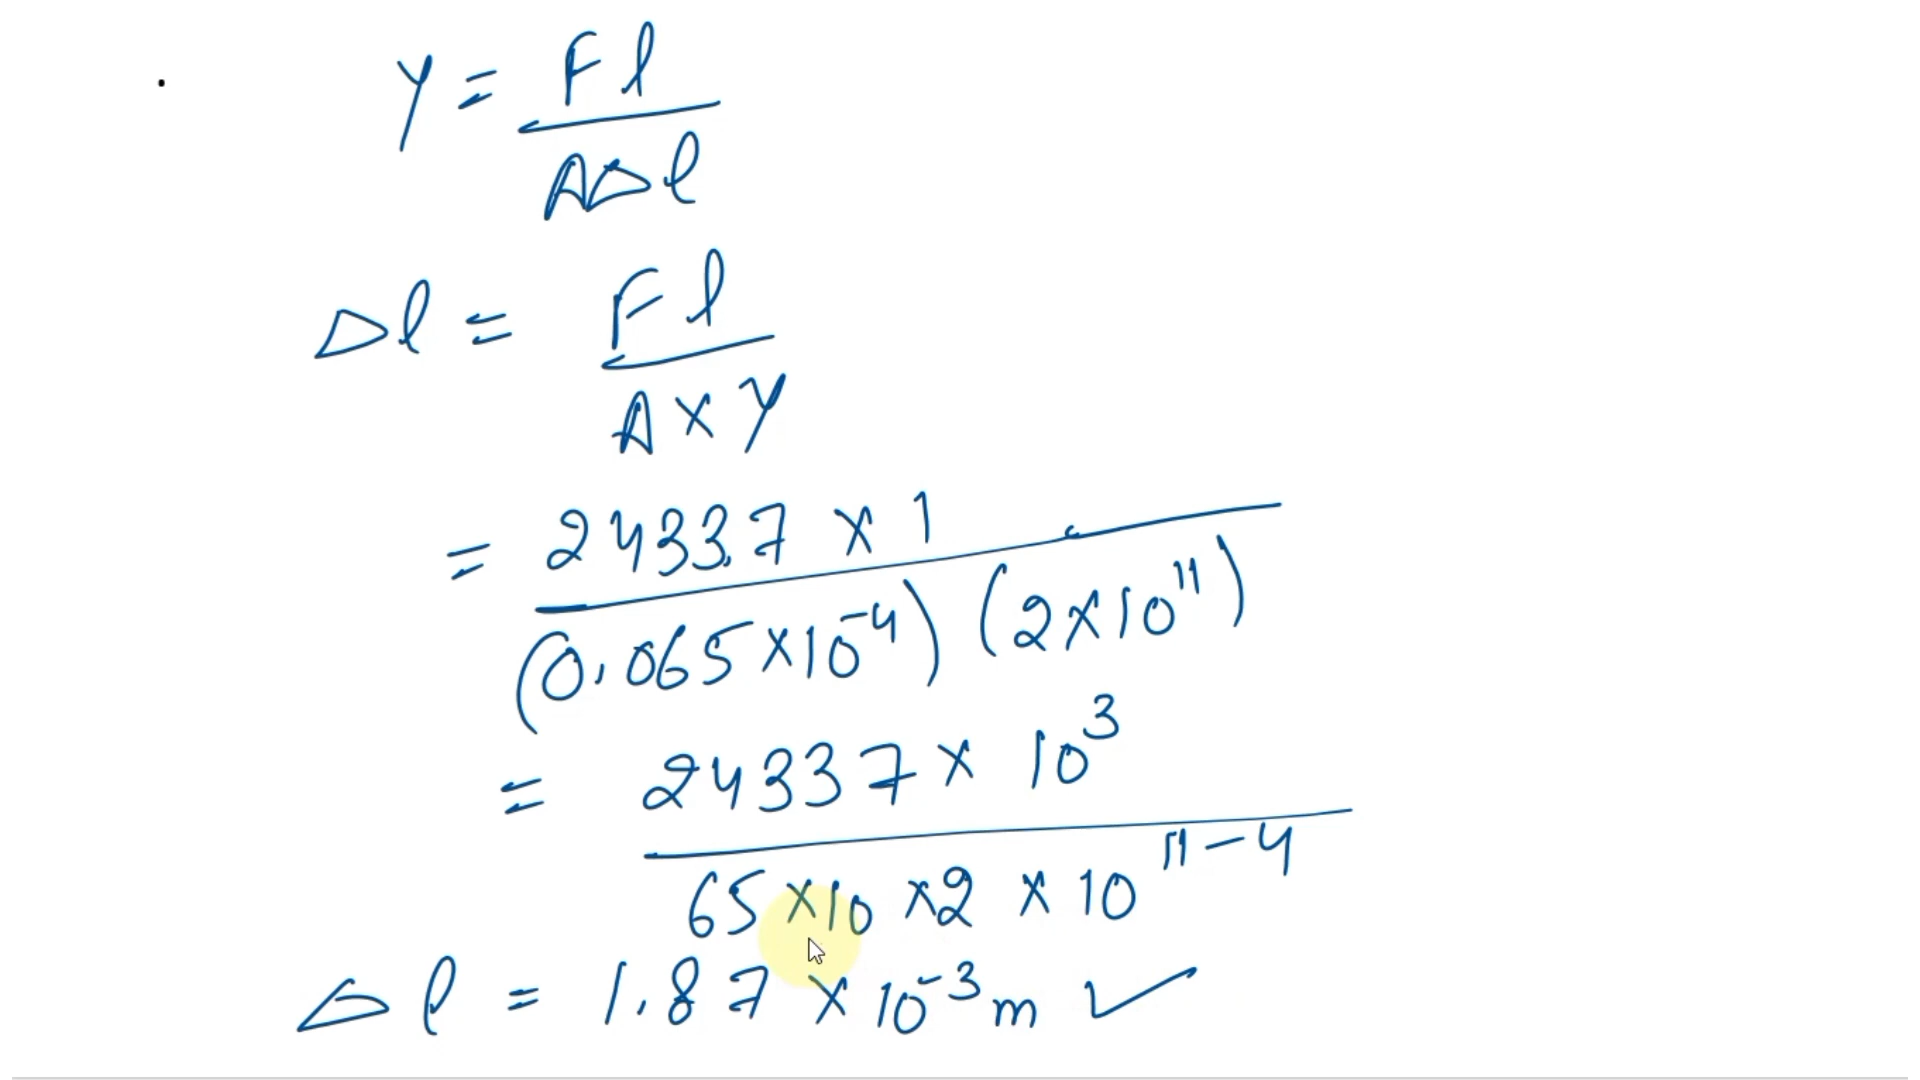 Y = Fl / AΔl
Δl = Fl / A × Y
= 2433.7 × 1 / (0.065×10⁻⁴) (2×10¹¹)
= 24337 × 10³ / 65 ×10 ×2 × 10¹¹⁻⁴
Δl = 1.87 × 10⁻³ m ✓